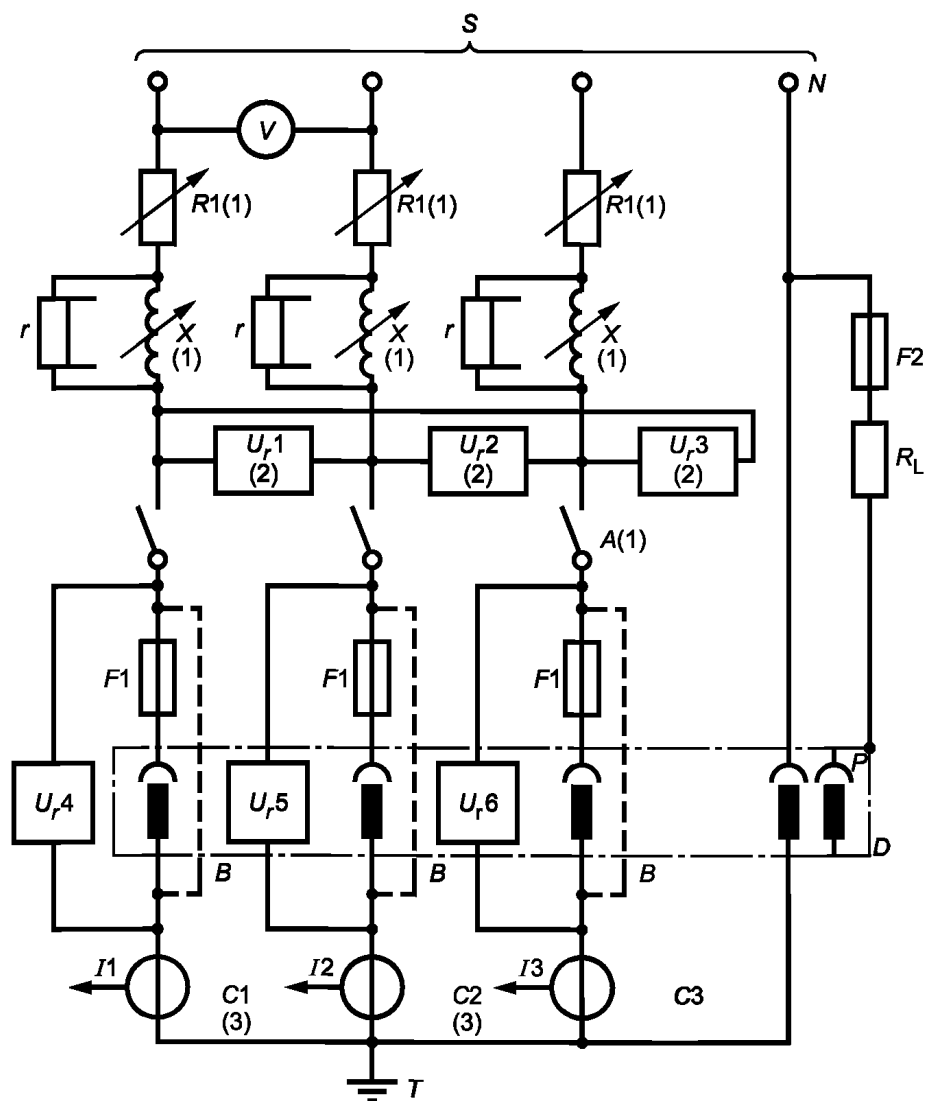 S
N
V
R1(1) R1(1) R1(1)
r X r X r X
(1) (1) (1)
F2
Ur1 Ur2 Ur3
(2) (2) (2)
RL
A(1)
F1 F1 F1
P
Ur4 Ur5 Ur6
D
B B B
I1 I2 I3
C1 C2 C3
(3) (3)
T